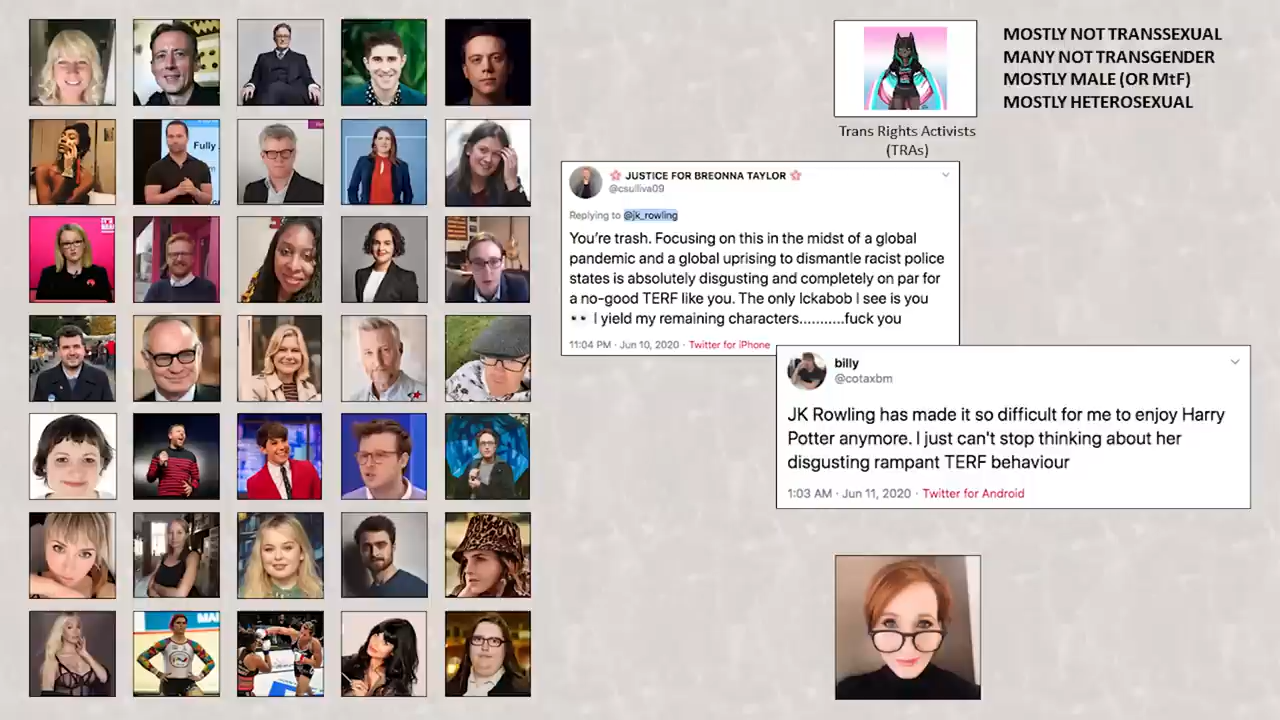 MOSTLY NOT TRANSSEXUAL
MANY NOT TRANSGENDER
MOSTLY MALE (OR MtF)
MOSTLY HETEROSEXUAL
Trans Rights Activists
(TRAs)
JUSTICE FOR BREONNA TAYLOR
@csulliva09
Replying to @jk_rowling
You're trash. Focusing on this in the midst of a global
pandemic and a global uprising to dismantle racist police
states is absolutely disgusting and completely on par for
a no-good TERF like you. The only Ickabob I see is you
👀 I yield my remaining characters...........fuck you
11:04 PM · Jun 10, 2020 · Twitter for iPhone
billy
@cotaxbm
JK Rowling has made it so difficult for me to enjoy Harry
Potter anymore. I just can't stop thinking about her
disgusting rampant TERF behaviour
1:03 AM · Jun 11, 2020 · Twitter for Android
Fully